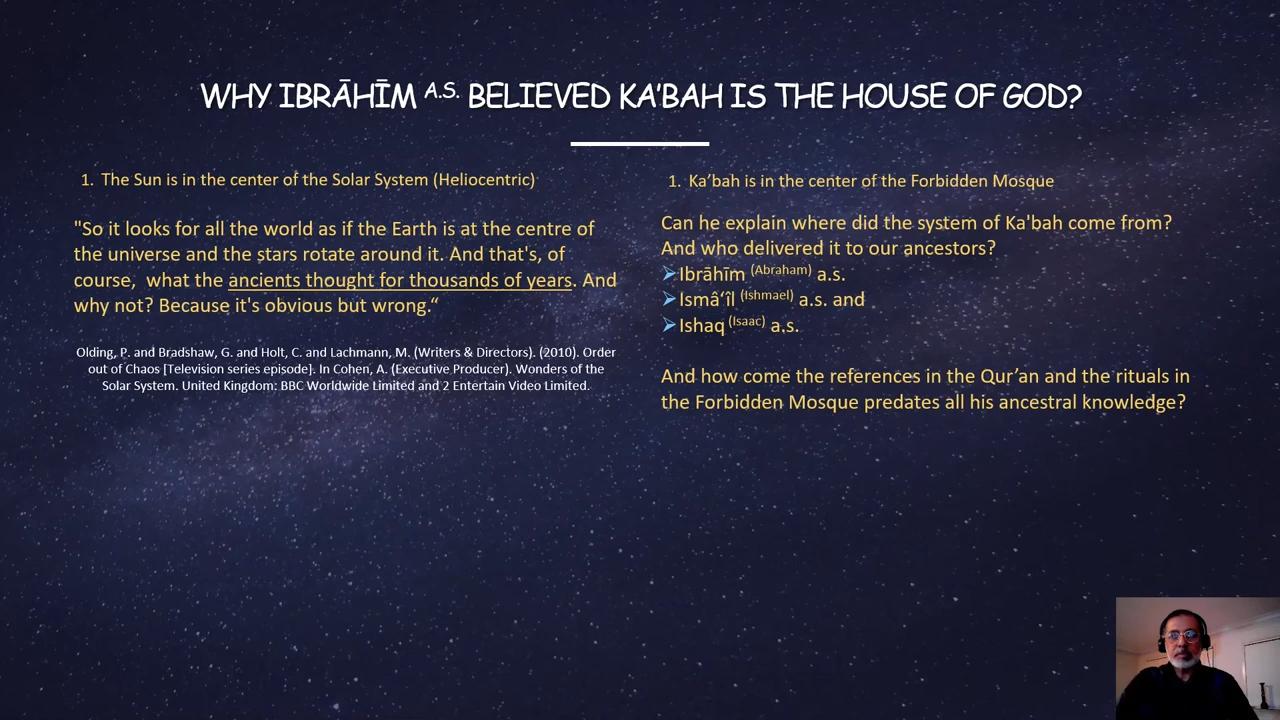 WHY IBRĀHĪM A.S. BELIEVED KA'BAH IS THE HOUSE OF GOD?
1. The Sun is in the center of the Solar System (Heliocentric)
"So it looks for all the world as if the Earth is at the centre of
the universe and the stars rotate around it. And that's, of
course, what the ancients thought for thousands of years. And
why not? Because it's obvious but wrong.“
Olding, P. and Bradshaw, G. and Holt, C. and Lachmann, M. (Writers & Directors). (2010). Order
out of Chaos [Television series episode]. In Cohen, A. (Executive Producer). Wonders of the
Solar System. United Kingdom: BBC Worldwide Limited and 2 Entertain Video Limited.
1. Ka’bah is in the center of the Forbidden Mosque
Can he explain where did the system of Ka'bah come from?
And who delivered it to our ancestors?
➢Ibrāhīm (Abraham) a.s.
➢Ismâ‘îl (Ishmael) a.s. and
➢Ishaq (Isaac) a.s.
And how come the references in the Qur’an and the rituals in
the Forbidden Mosque predates all his ancestral knowledge?